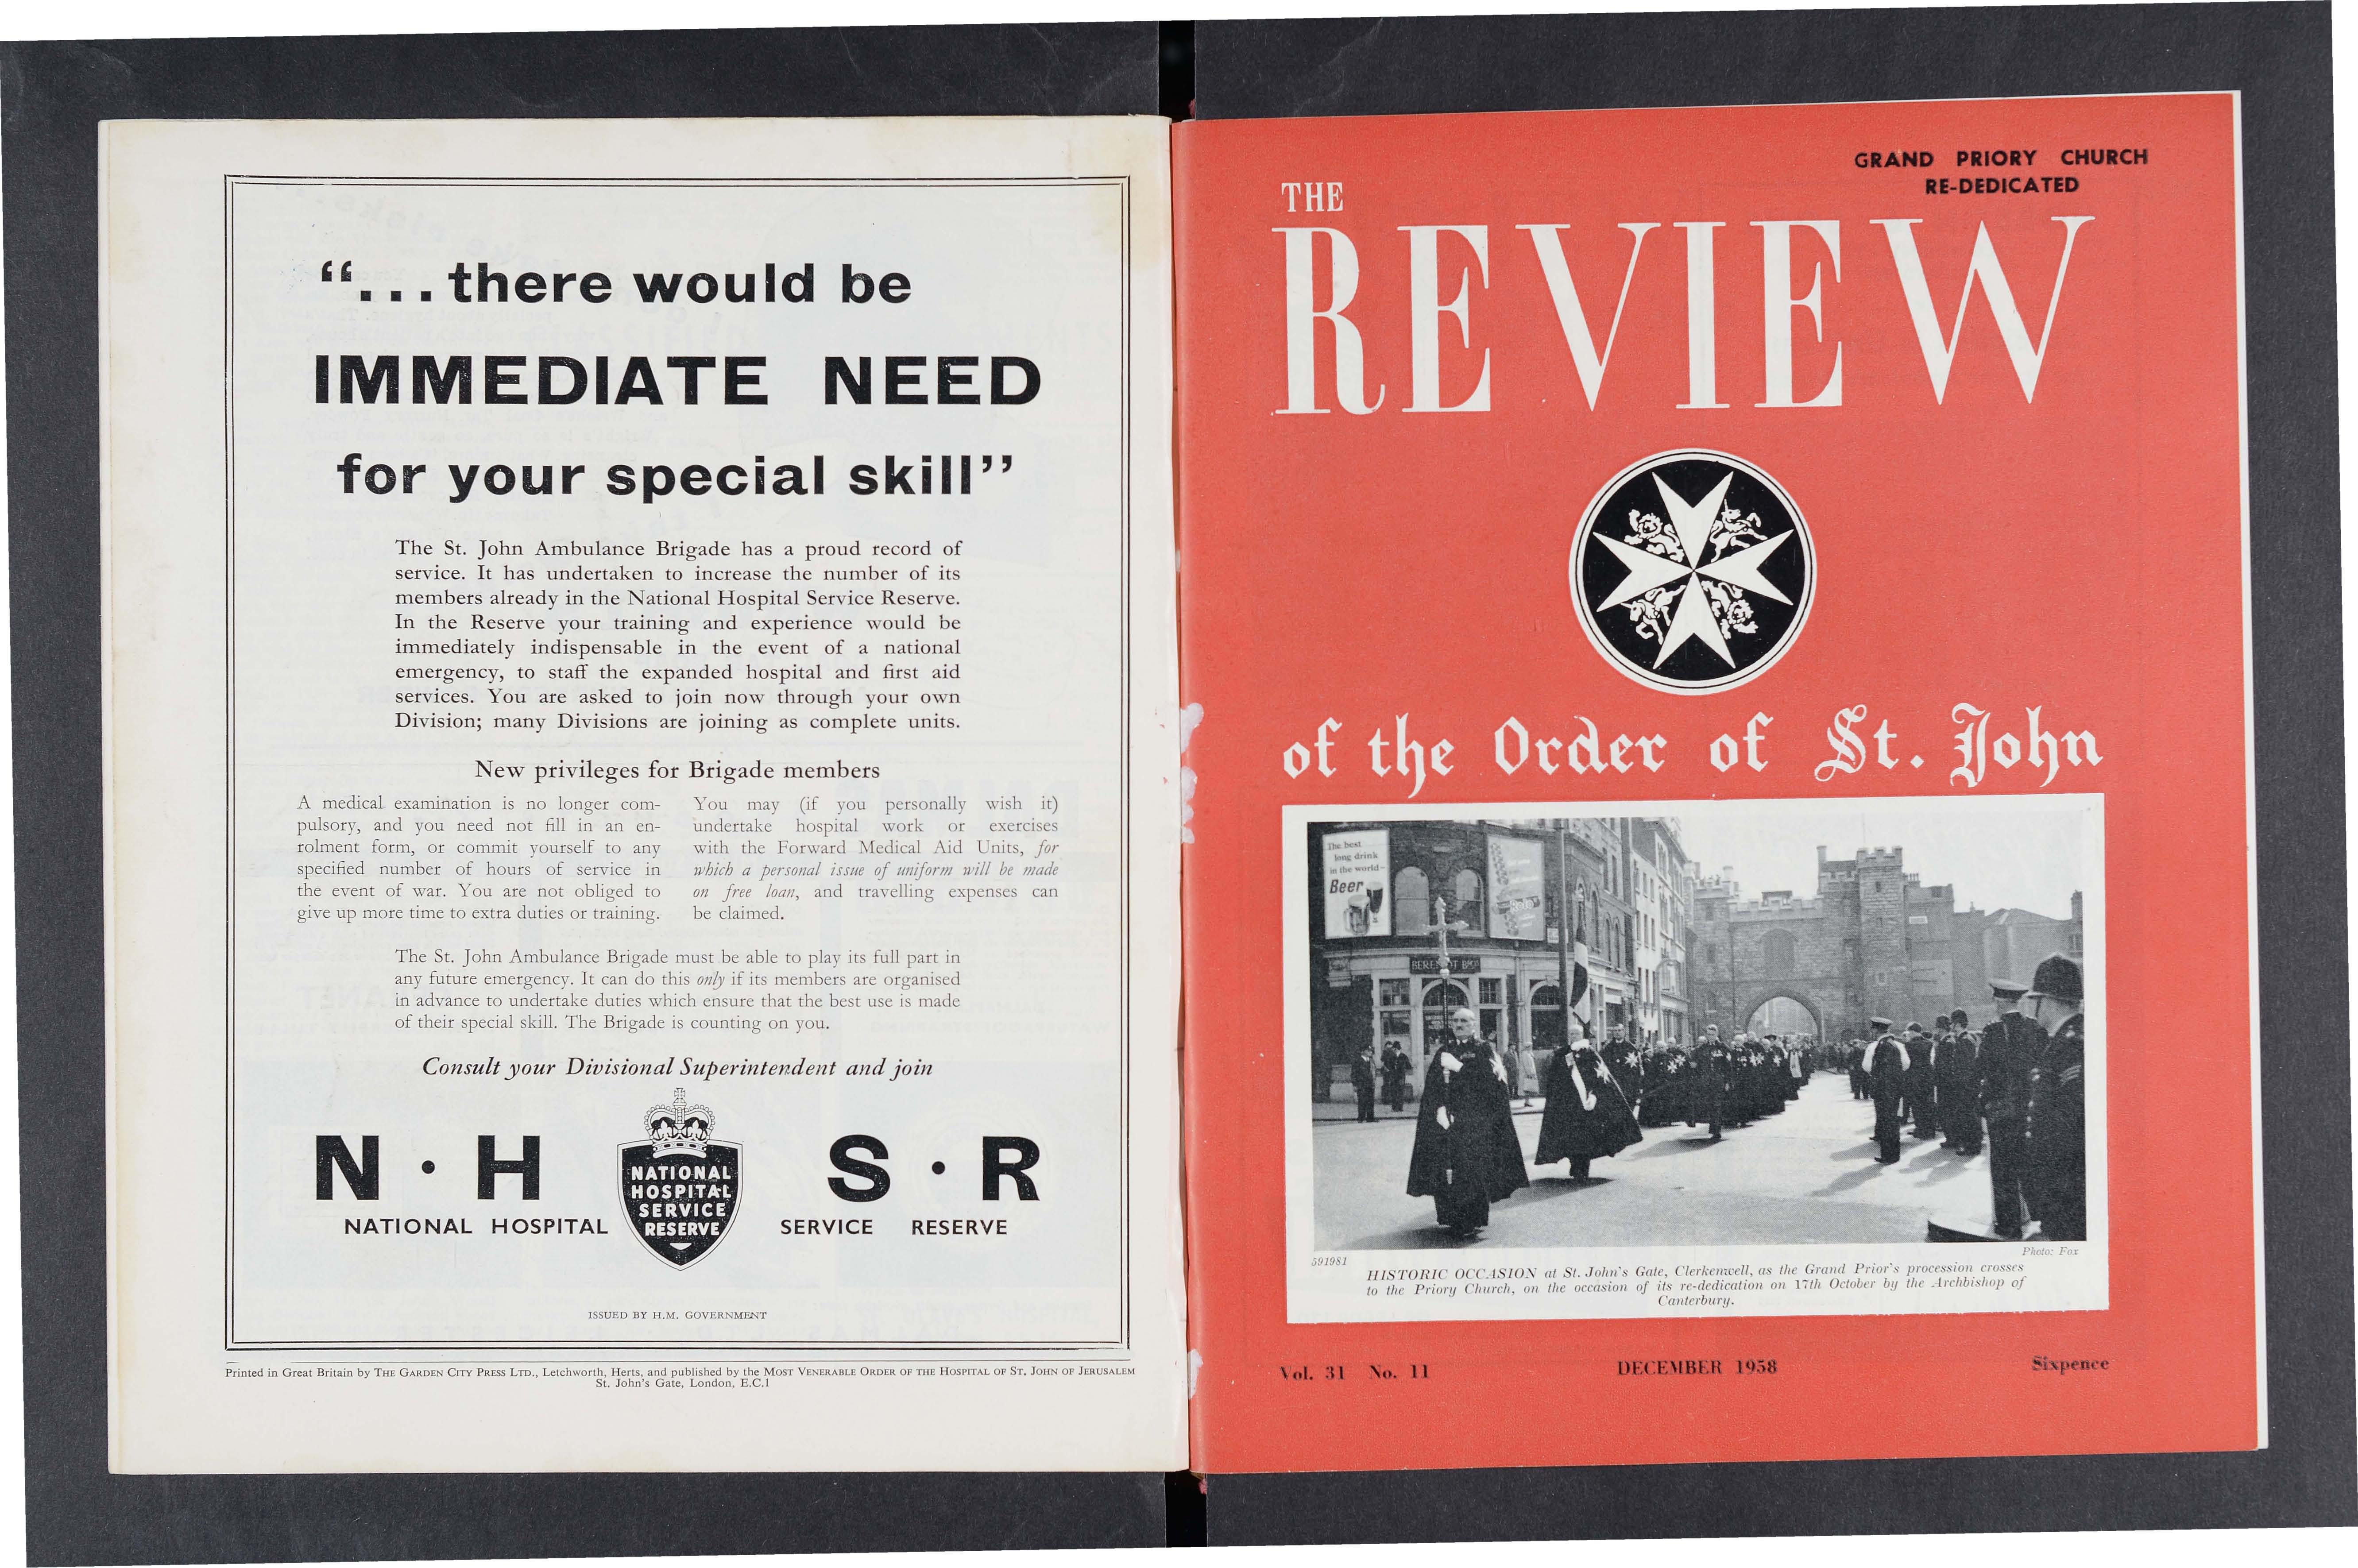 “...there would be
IMMEDIATE NEED
for your special skill”
The St. John Ambulance Brigade has a proud record of
service. It has undertaken to increase the number of its
members already in the National Hospital Service Reserve.
In the Reserve your training and experience would be
immediately indispensable in the event of a national
emergency, to staff the expanded hospital and first aid
services. You are asked to join now through your own
Division; many Divisions are joining as complete units.
New privileges for Brigade members
A medical examination is no longer com-
pulsory, and you need not fill in an en-
rolment form, or commit yourself to any
specified number of hours of service in
the event of war. You are not obliged to
give up more time to extra duties or training.
You may (if you personally wish it)
undertake hospital work or exercises
with the Forward Medical Aid Units, for
which a personal issue of uniform will be made
on free loan, and travelling expenses can
be claimed.
The St. John Ambulance Brigade must be able to play its full part in
any future emergency. It can do this only if its members are organised
in advance to undertake duties which ensure that the best use is made
of their special skill. The Brigade is counting on you.
Consult your Divisional Superintendent and join
N · H S · R
NATIONAL
HOSPITAL
SERVICE
RESERVE
NATIONAL HOSPITAL SERVICE RESERVE
ISSUED BY H.M. GOVERNMENT
Printed in Great Britain by THE GARDEN CITY PRESS LTD., Letchworth, Herts, and published by the MOST VENERABLE ORDER OF THE HOSPITAL OF ST. JOHN OF JERUSALEM
St. John's Gate, London, E.C.1
GRAND PRIORY CHURCH
RE-DEDICATED
THE
REVIEW
of the Order of St. John
The best
long drink
in the world—
Beer
591981
Photo: Fox
HISTORIC OCCASION at St. John's Gate, Clerkenwell, as the Grand Prior's procession crosses
to the Priory Church, on the occasion of its re-dedication on 17th October by the Archbishop of
Canterbury.
Vol. 31 No. 11 DECEMBER 1958 Sixpence